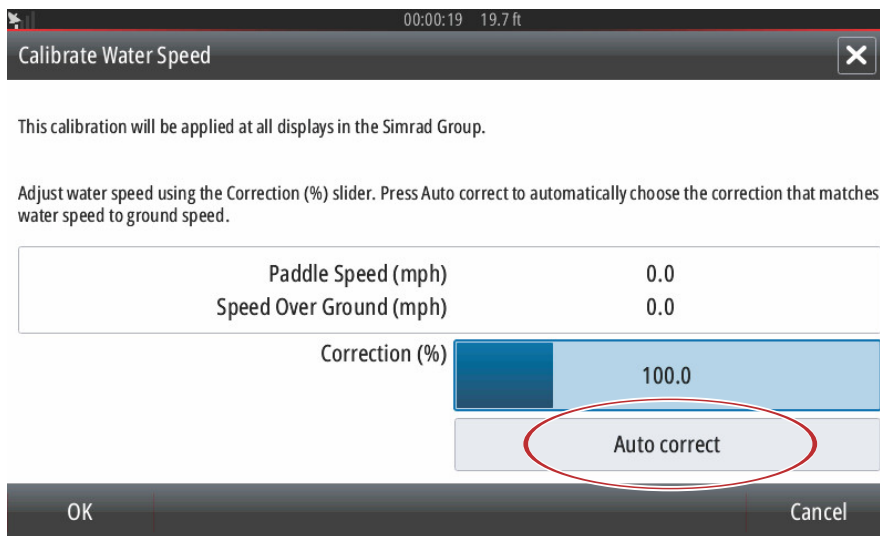 00:00:19 19.7 ft
Calibrate Water Speed
This calibration will be applied at all displays in the Simrad Group.
Adjust water speed using the Correction (%) slider. Press Auto correct to automatically choose the correction that matches
water speed to ground speed.
Paddle Speed (mph) 0.0
Speed Over Ground (mph) 0.0
Correction (%) 100.0
Auto correct
OK Cancel